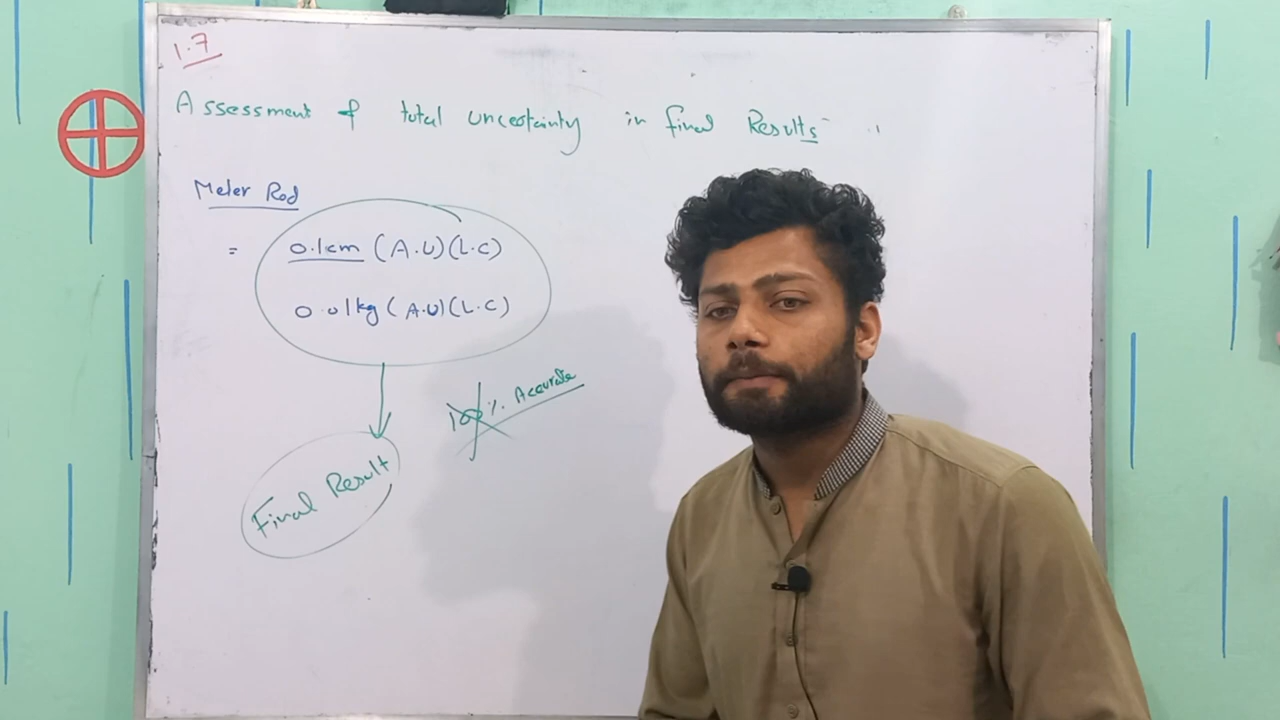 1.7
Assessment of total uncertainty in final Results
Meter Rod
= 0.1cm (A.U)(L.C)
0.01kg (A.U)(L.C)
100%. Accurate
Final Result